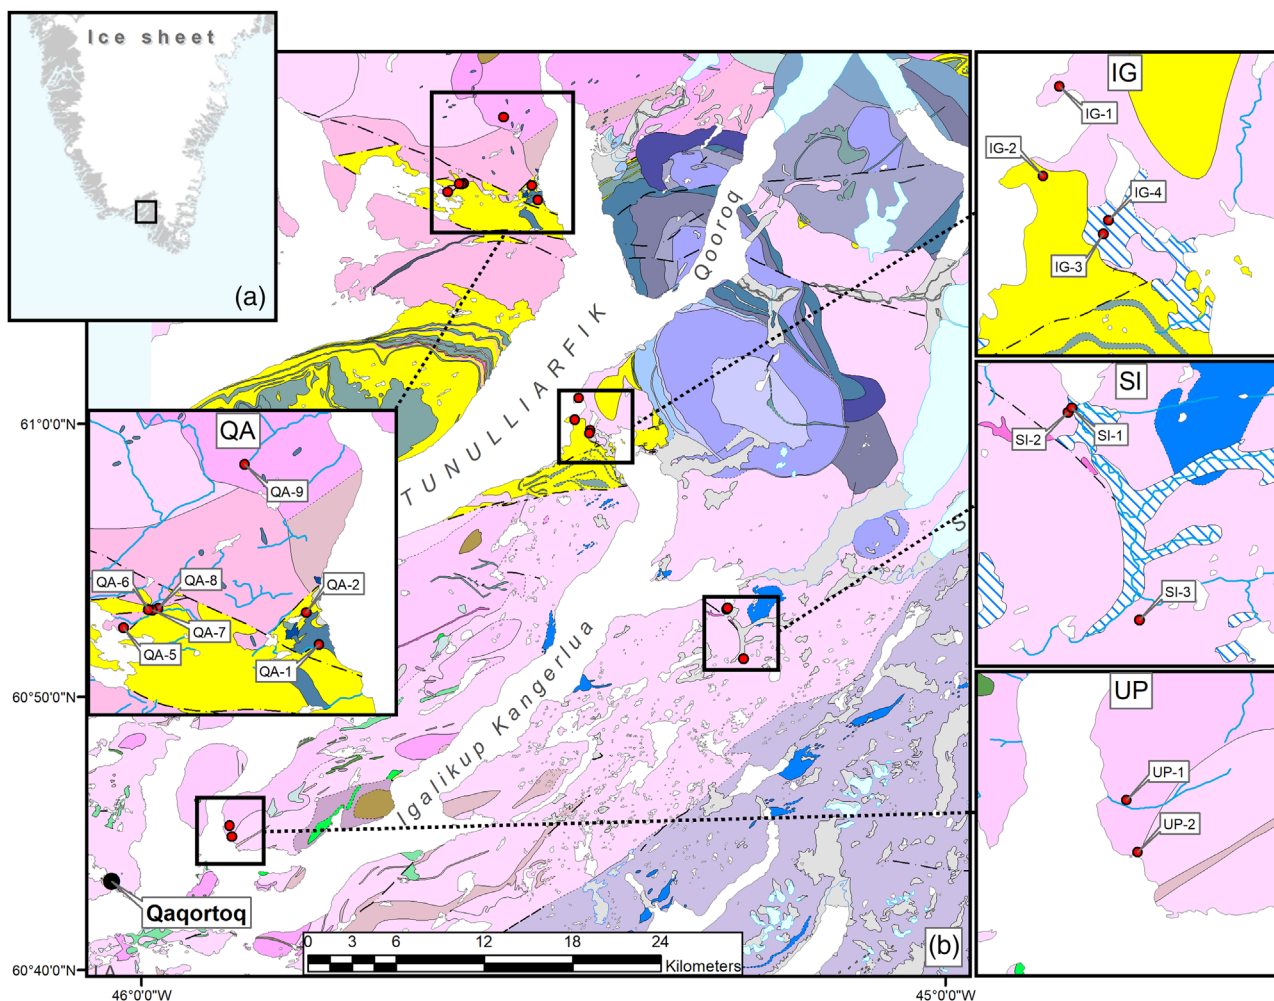 Ice sheet
(a)
IG
IG-1
IG-2
IG-4
IG-3
Qooroq
TUNULLIARFIK
61°0'0"N
SI
SI-2
SI-1
SI-3
QA
QA-9
QA-6
QA-8
QA-2
QA-7
QA-5
QA-1
S
60°50'0"N
Igalikup Kangerlua
UP
UP-1
UP-2
Qaqortoq
0 3 6 12 18 24
Kilometers
(b)
60°40'0"N
46°0'0"W
45°0'0"W